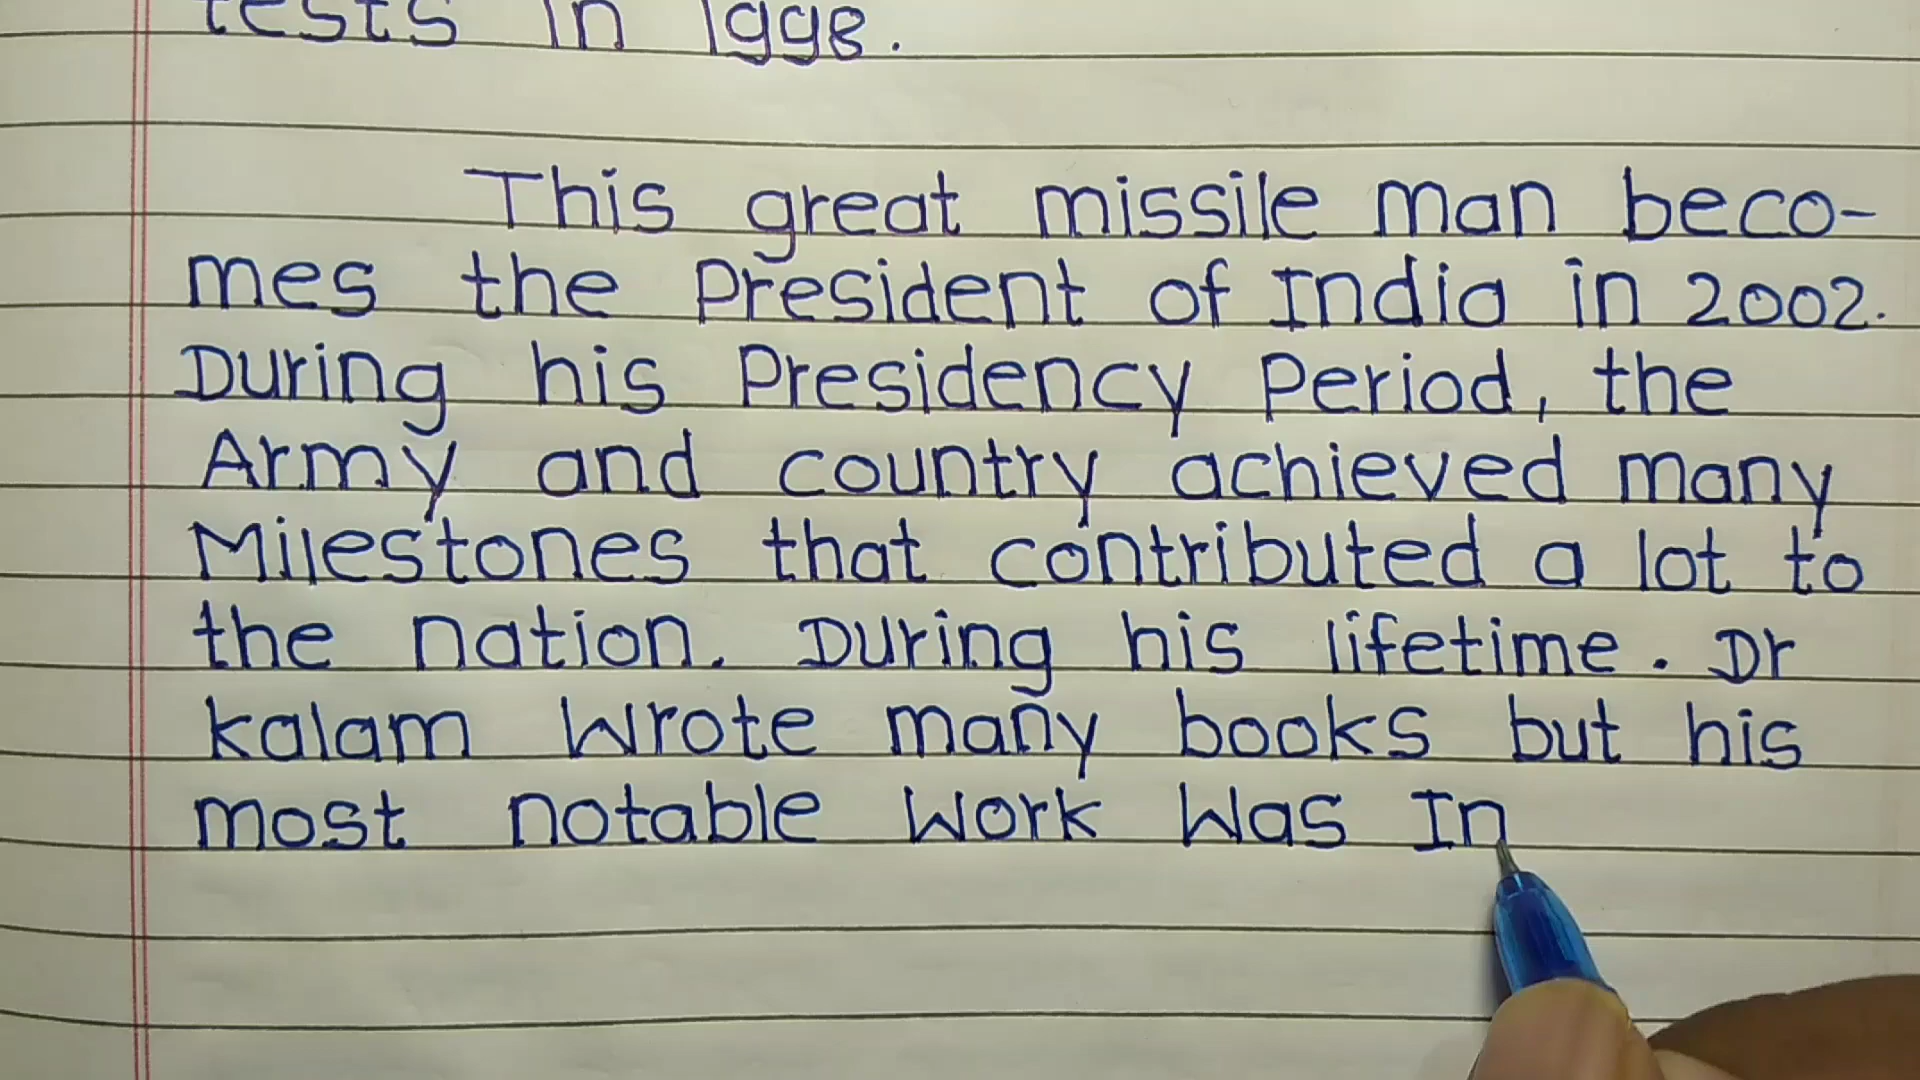 tests in 1998.
This great missile man beco-
mes the President of India in 2002.
During his Presidency Period, the
Army and country achieved many
Milestones that contributed a lot to
the nation. During his lifetime. Dr
kalam Wrote many books but his
most notable Work Was In